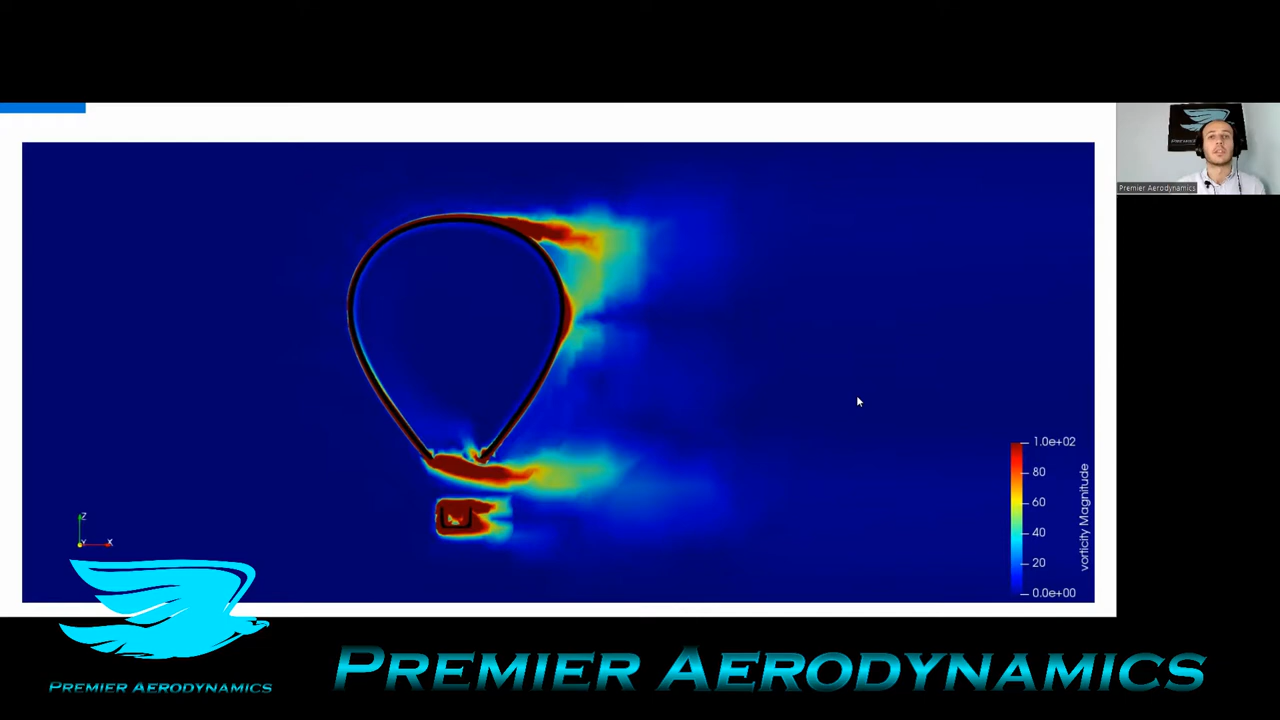 Premier Aerodynamics
1.0e+02
80
60
40
20
0.0e+00
vorticity Magnitude
Z
Y
X
PREMIER AERODYNAMICS
PREMIER AERODYNAMICS